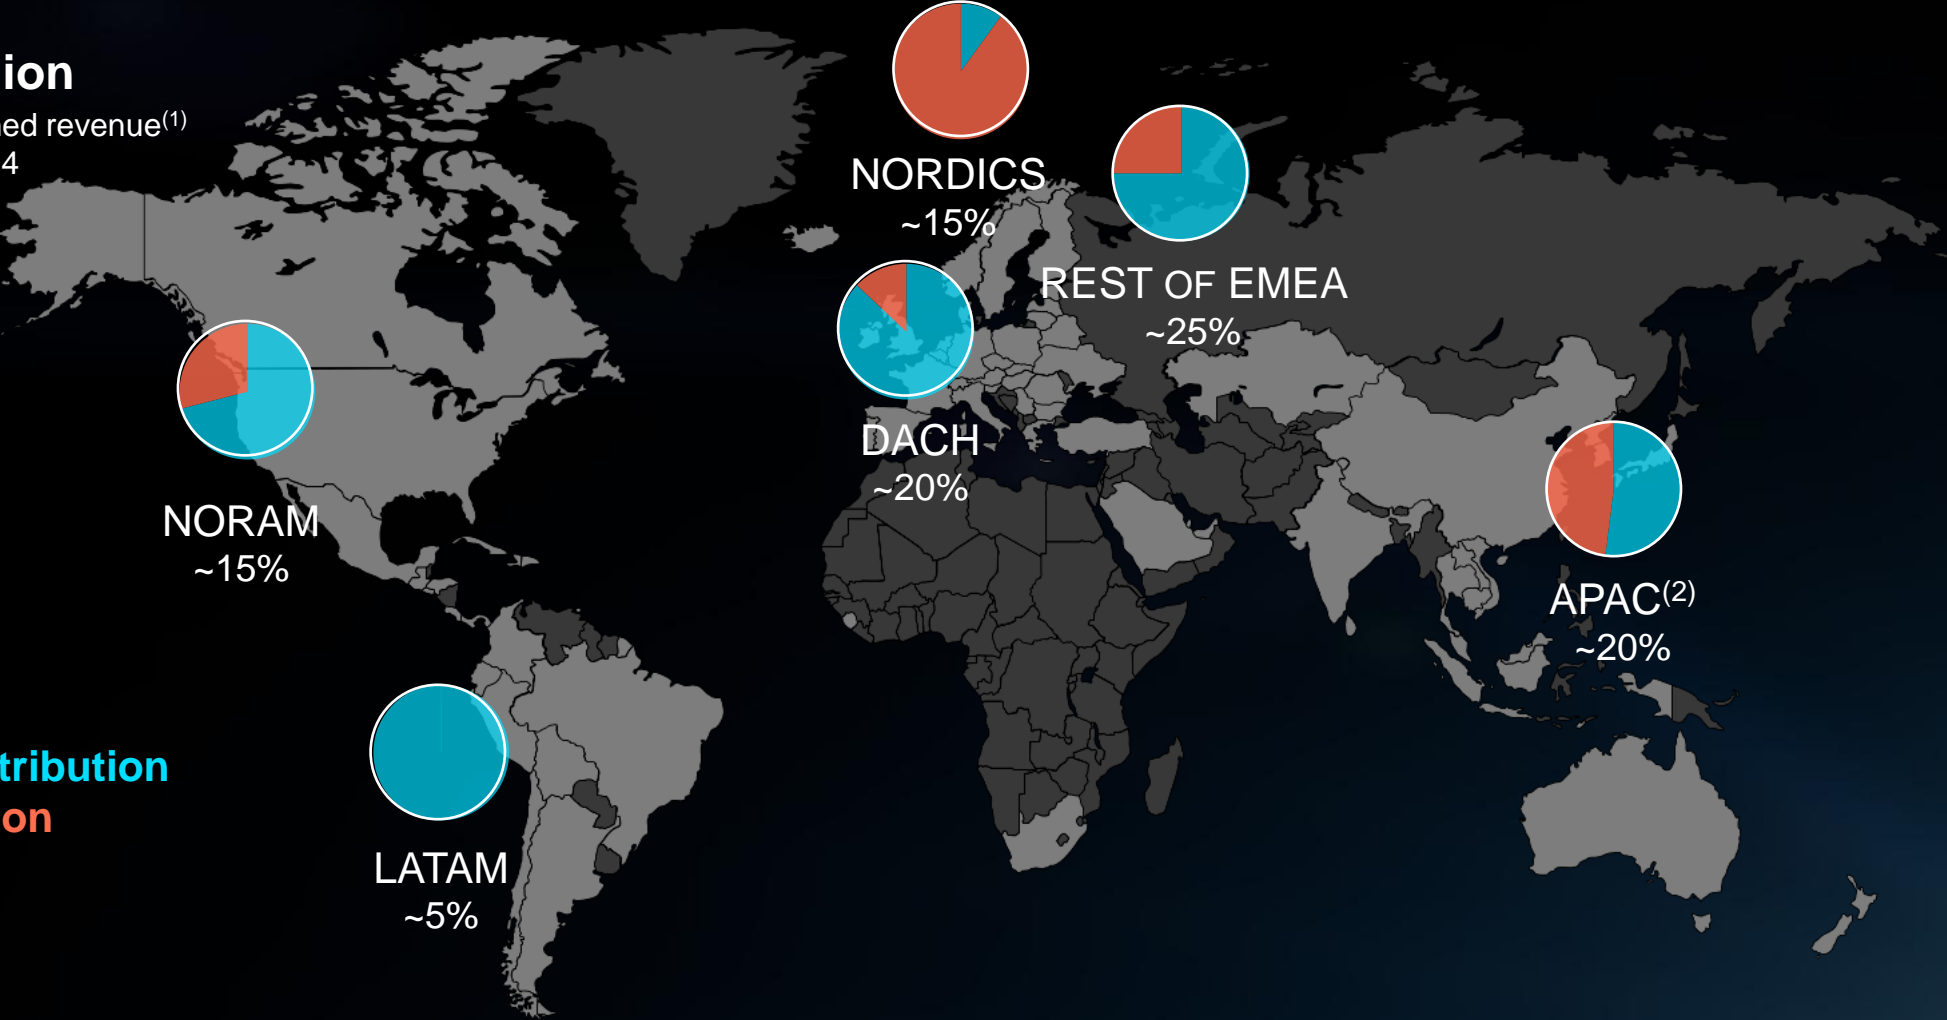 ion
ned revenue(1)
4
NORDICS
~15%
REST OF EMEA
~25%
DACH
~20%
NORAM
~15%
APAC(2)
~20%
LATAM
~5%
tribution
on